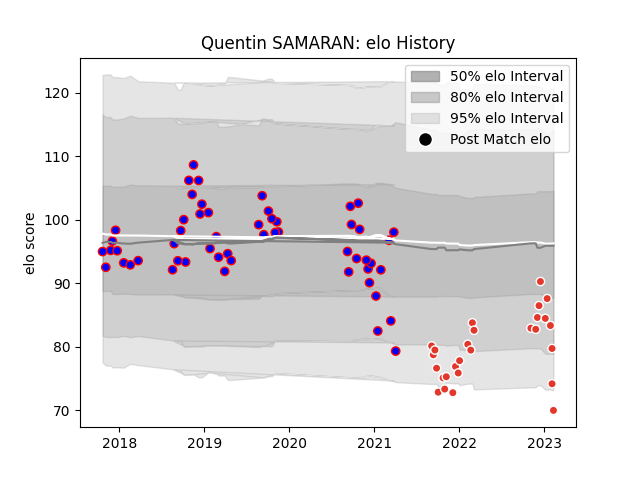 Quentin SAMARAN: elo History
50% elo Interval
80% elo Interval
95% elo Interval
Post Match elo
elo score
120
110
100
90
80
70
2018 2019 2020 2021 2022 2023